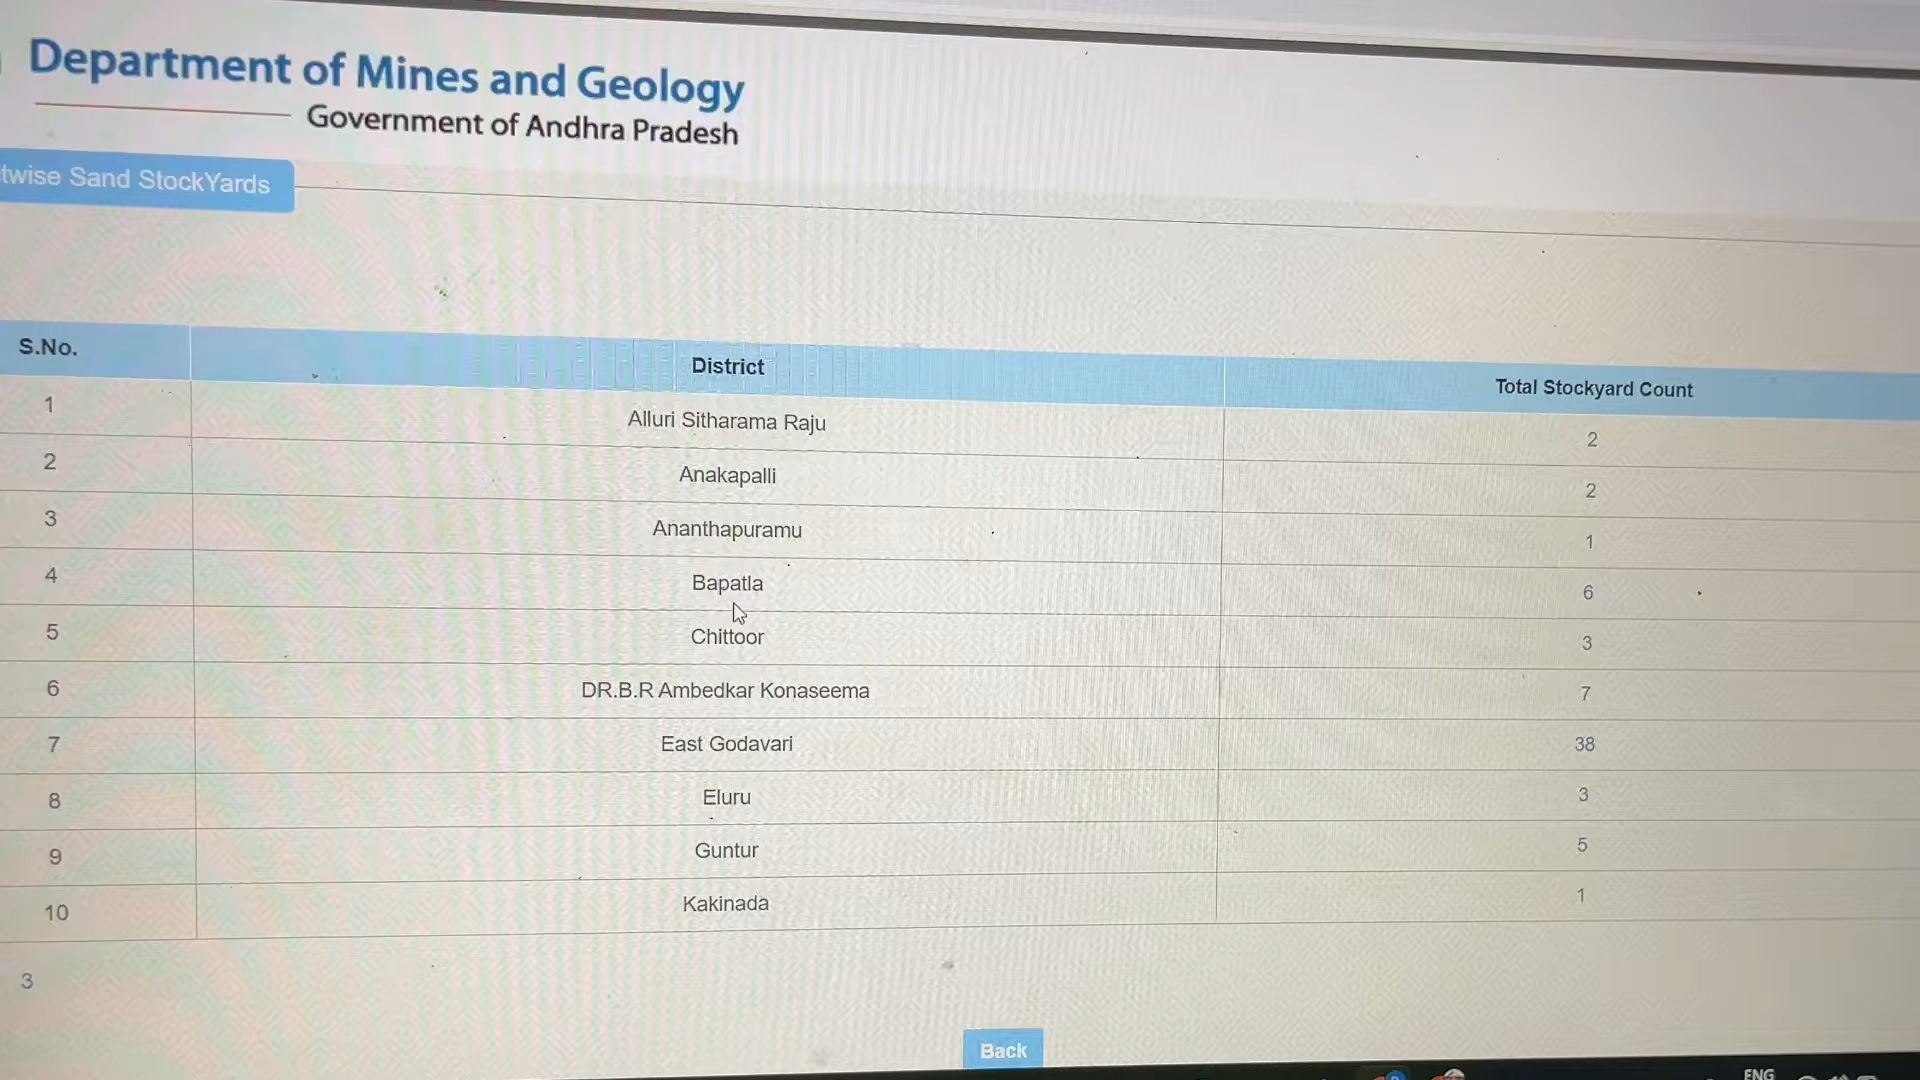 Department of Mines and Geology
Government of Andhra Pradesh
twise Sand StockYards
S.No. District Total Stockyard Count
1 Alluri Sitharama Raju 2
2 Anakapalli 2
3 Ananthapuramu 1
4 Bapatla 6
5 Chittoor 3
6 DR.B.R Ambedkar Konaseema 7
7 East Godavari 38
8 Eluru 3
9 Guntur 5
10 Kakinada 1
3
Back
ENG